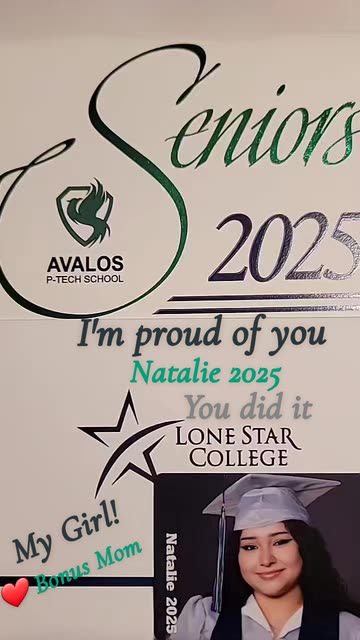 Seniors
2025
AVALOS
P-TECH SCHOOL
I'm proud of you
Natalie 2025
You did it
LONE STAR
COLLEGE
My Girl!
❤️ Bonus Mom
Natalie 2025